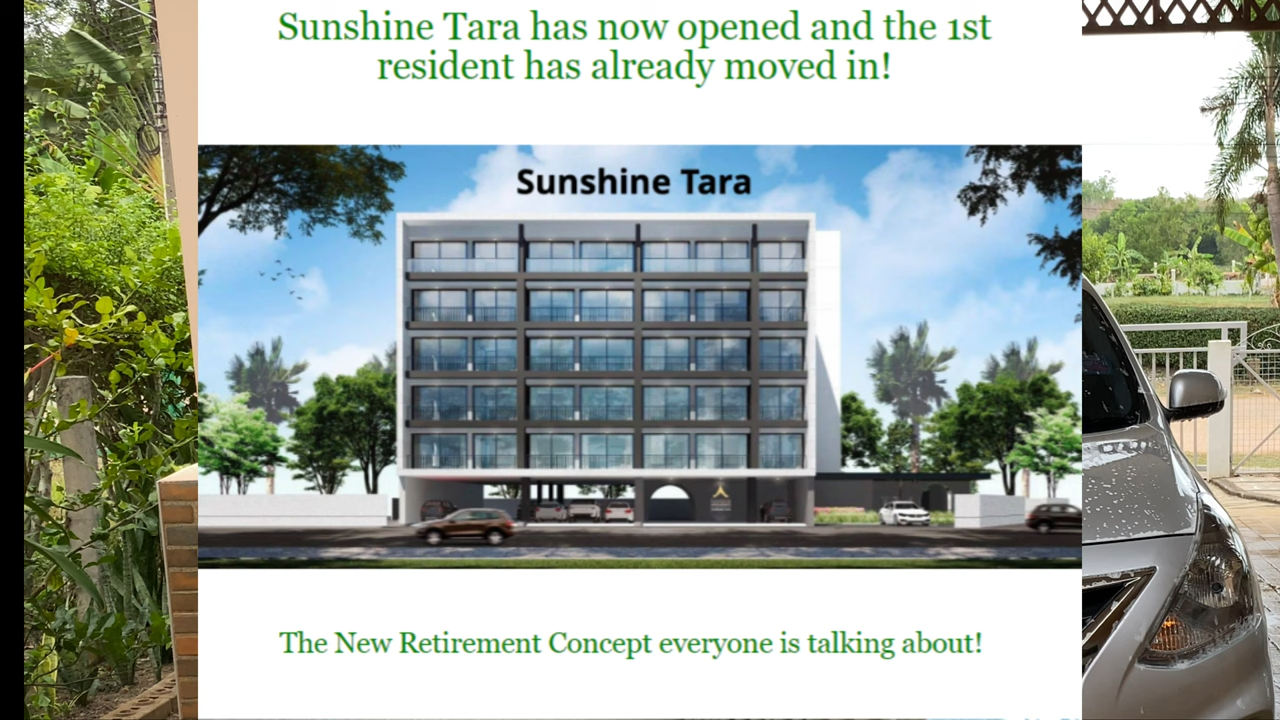 Sunshine Tara has now opened and the 1st
resident has already moved in!
Sunshine Tara
The New Retirement Concept everyone is talking about!